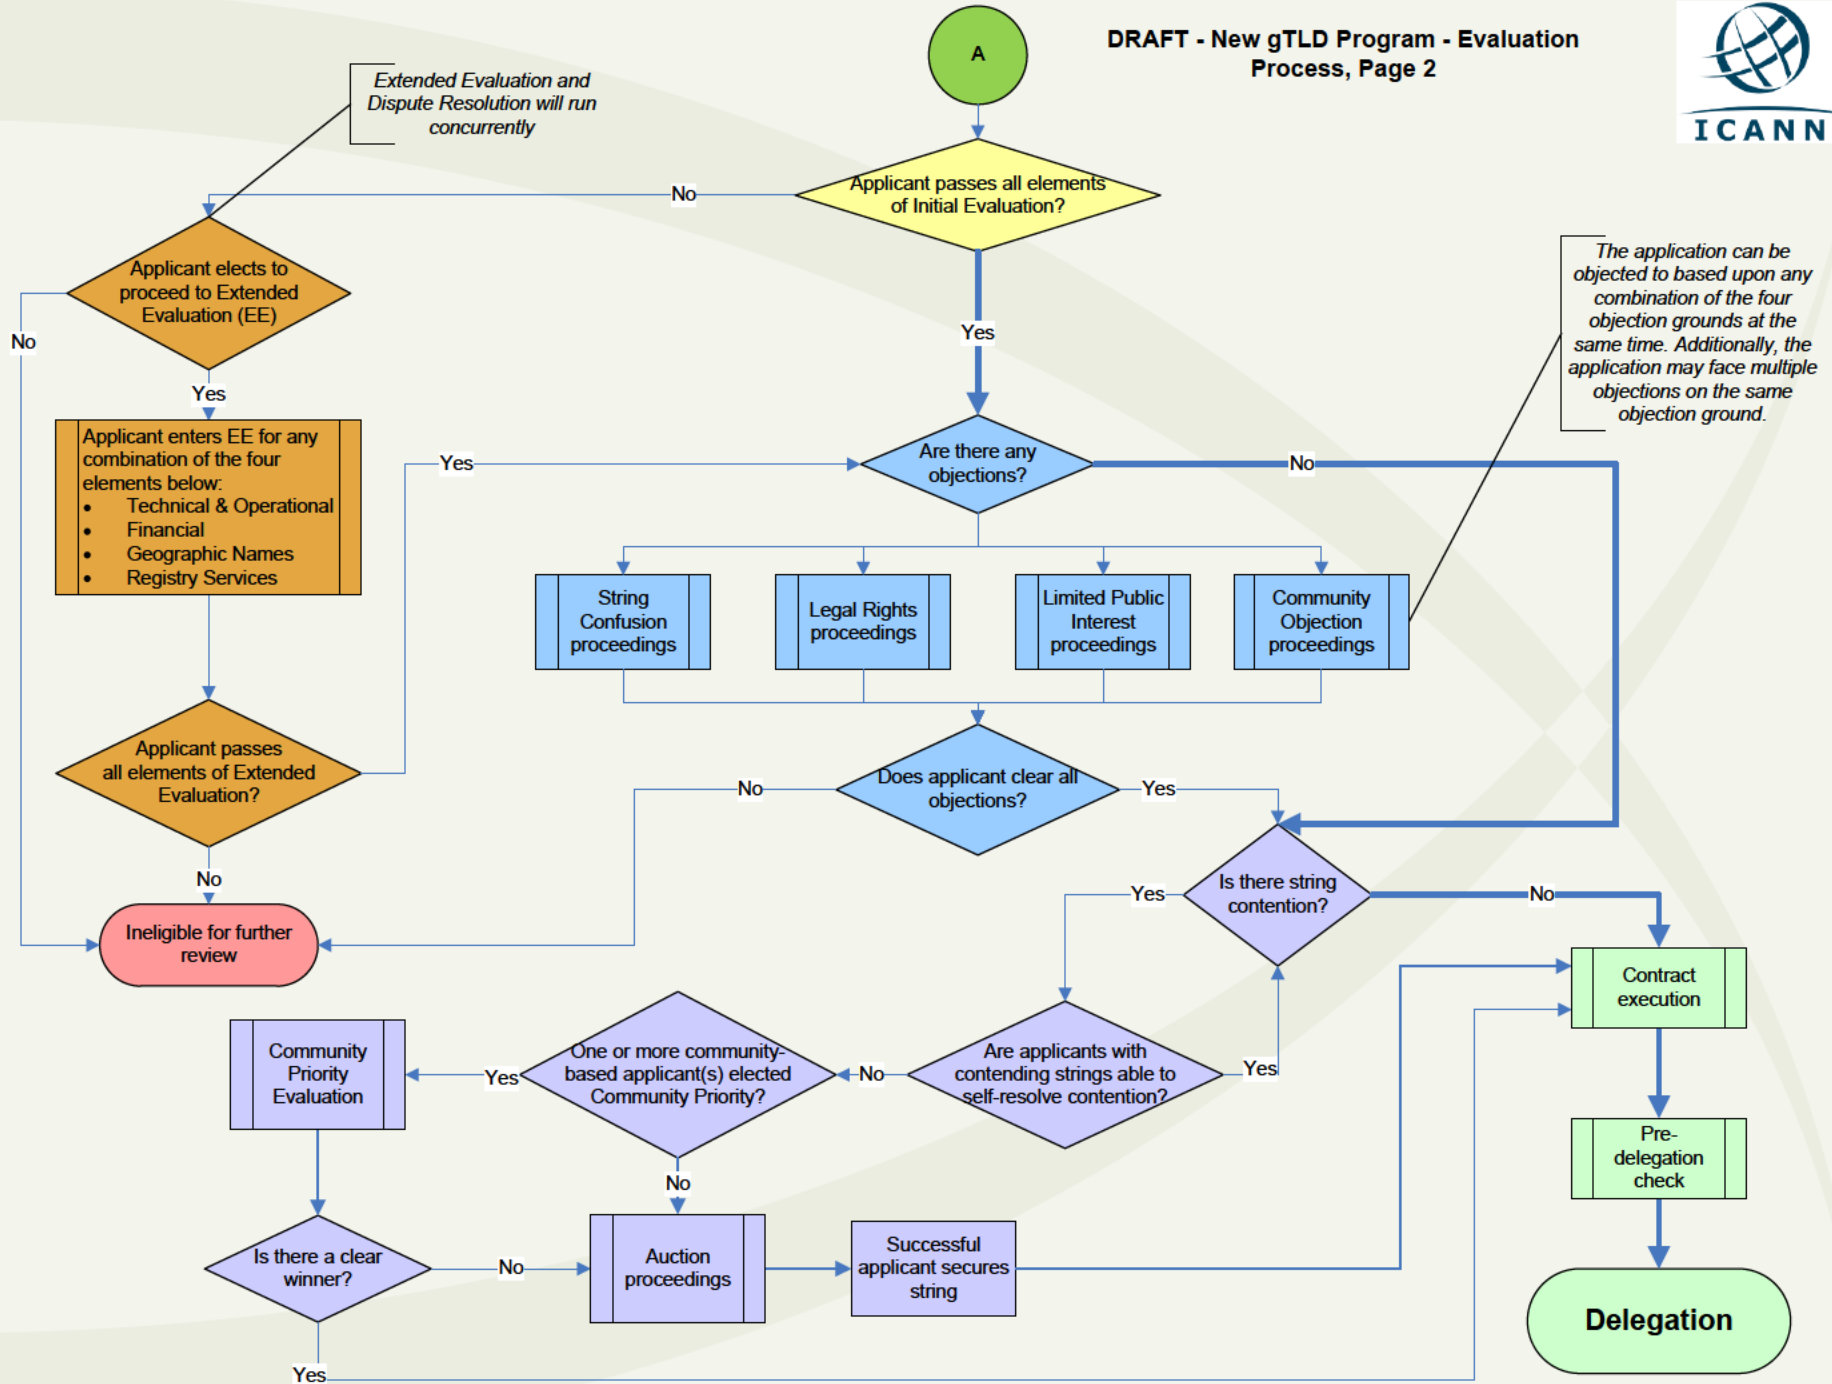 A
DRAFT - New gTLD Program - Evaluation
Process, Page 2
ICANN
Extended Evaluation and
Dispute Resolution will run
concurrently
Applicant passes all elements
of Initial Evaluation?
No
Yes
Applicant elects to
proceed to Extended
Evaluation (EE)
No
Yes
The application can be
objected to based upon any
combination of the four
objection grounds at the
same time. Additionally, the
application may face multiple
objections on the same
objection ground.
Applicant enters EE for any
combination of the four
elements below:
• Technical & Operational
• Financial
• Geographic Names
• Registry Services
Yes
Are there any
objections?
No
String
Confusion
proceedings
Legal Rights
proceedings
Limited Public
Interest
proceedings
Community
Objection
proceedings
Applicant passes
all elements of Extended
Evaluation?
No
No
Does applicant clear all
objections?
Yes
Ineligible for further
review
Yes
Is there string
contention?
No
Contract
execution
Community
Priority
Evaluation
Yes
One or more community-
based applicant(s) elected
Community Priority?
No
Are applicants with
contending strings able to
self-resolve contention?
Yes
No
Pre-
delegation
check
Is there a clear
winner?
No
Auction
proceedings
Successful
applicant secures
string
Delegation
Yes